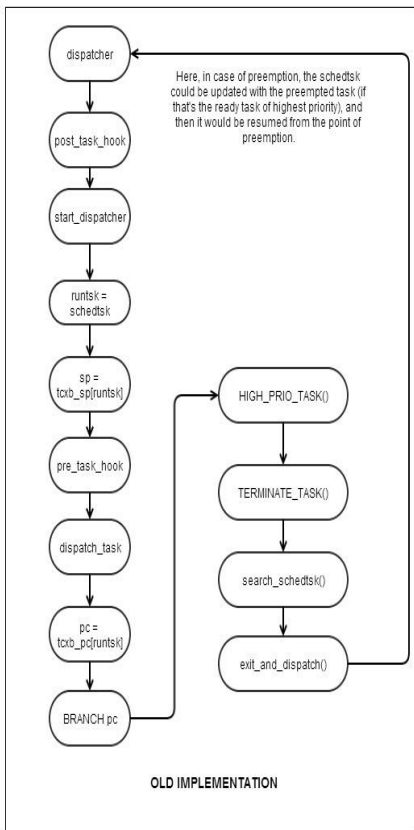 dispatcher
Here, in case of preemption, the schedtsk
could be updated with the preempted task (if
that's the ready task of highest priority), and
then it would be resumed from the point of
preemption.
post_task_hook
start_dispatcher
runtsk =
schedtsk
sp =
tcxb_sp[runtsk]
pre_task_hook
dispatch_task
pc =
tcxb_pc[runtsk]
BRANCH pc
HIGH_PRIO_TASK()
TERMINATE_TASK()
search_schedtsk()
exit_and_dispatch()
OLD IMPLEMENTATION